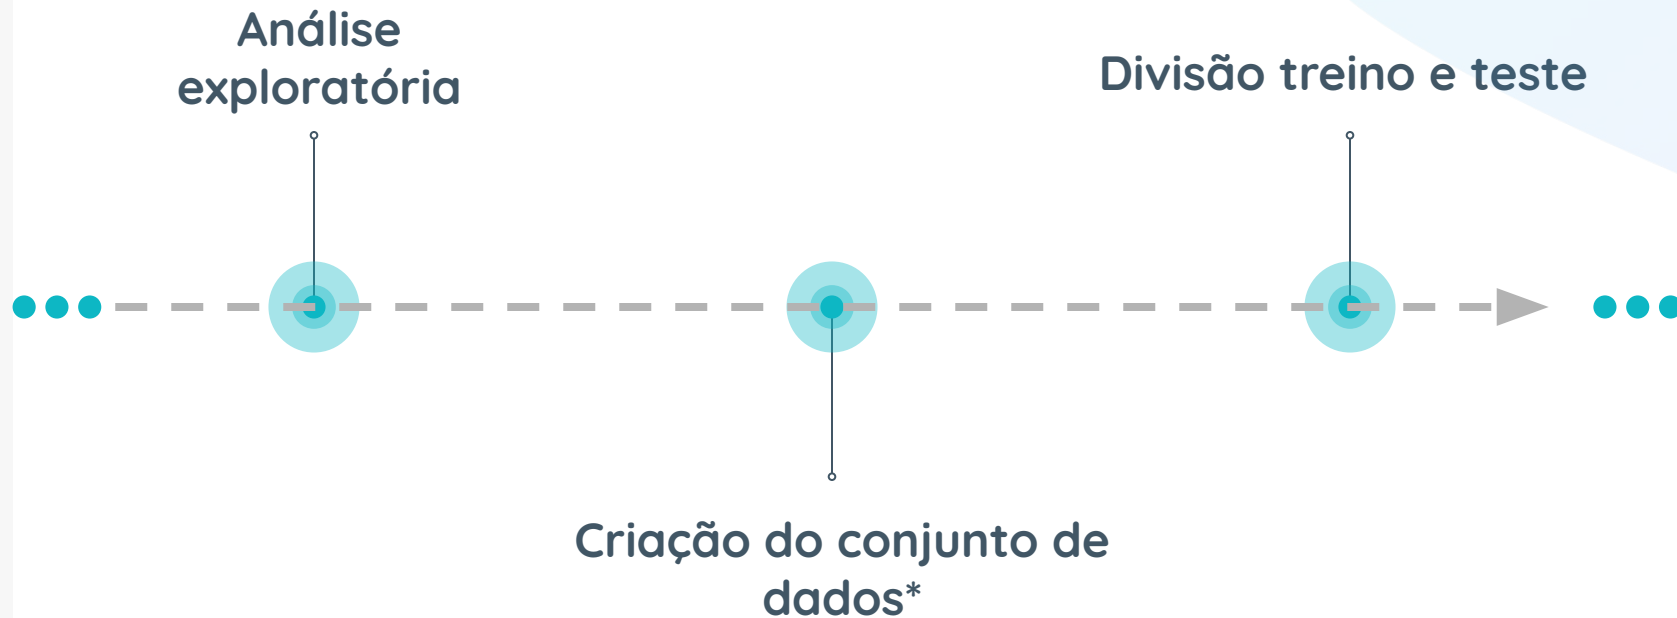 Análise
exploratória
Divisão treino e teste
Criação do conjunto de
dados*